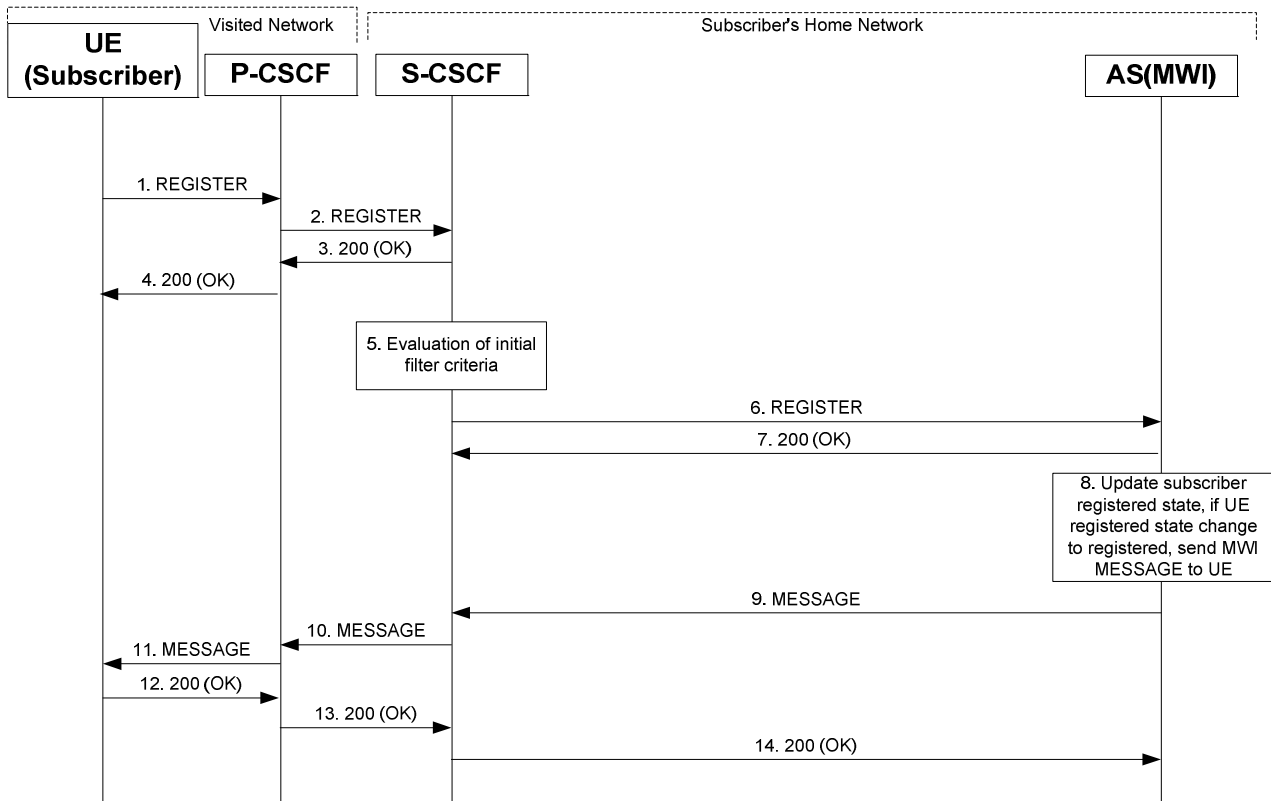 Visited Network
Subscriber's Home Network
UE
(Subscriber)
P-CSCF
S-CSCF
AS(MWI)
1. REGISTER
2. REGISTER
3. 200 (OK)
4. 200 (OK)
5. Evaluation of initial
filter criteria
6. REGISTER
7. 200 (OK)
8. Update subscriber
registered state, if UE
registered state change
to registered, send MWI
MESSAGE to UE
9. MESSAGE
10. MESSAGE
11. MESSAGE
12. 200 (OK)
13. 200 (OK)
14. 200 (OK)